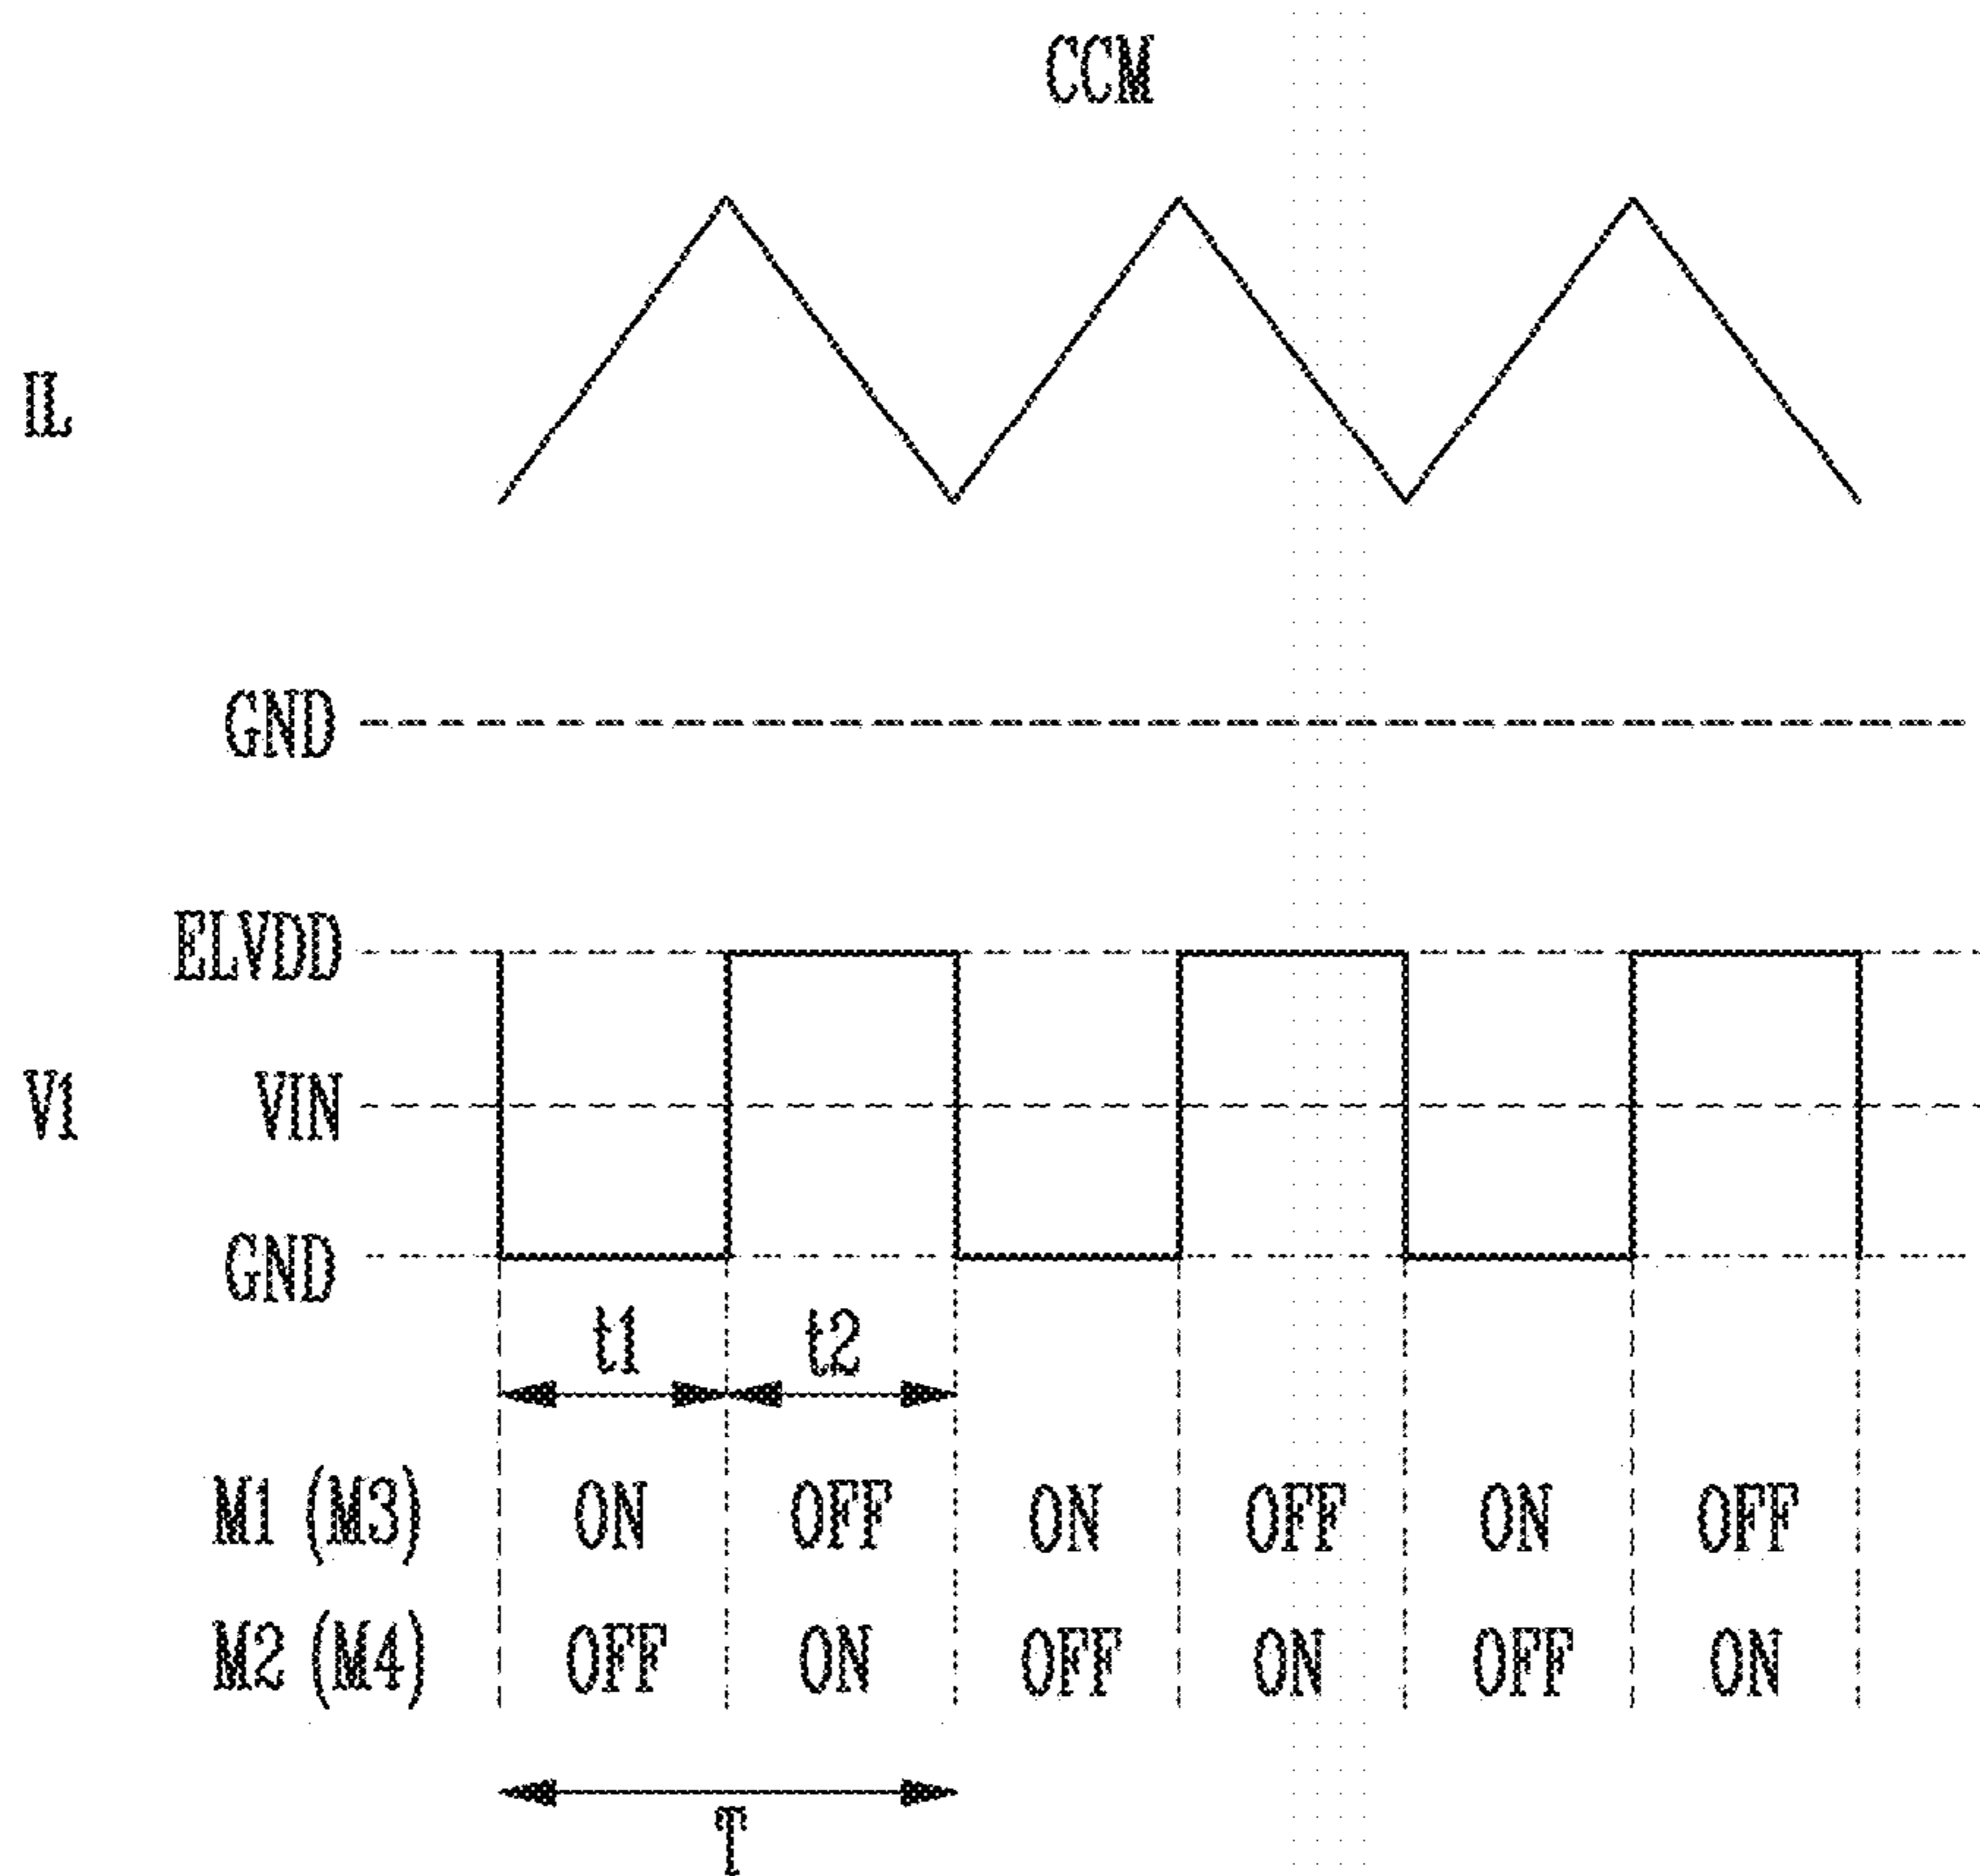 CCM
IL
GND
ELVDD
V1 VIN
GND
t1 t2
M1 (M3) ON OFF ON OFF ON OFF
M2 (M4) OFF ON OFF ON OFF ON
T